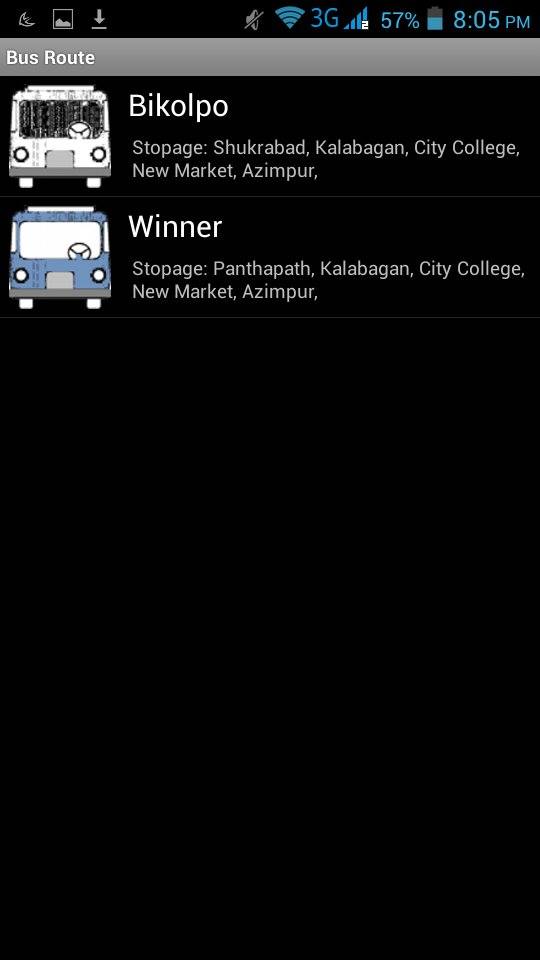 3G 2 57% 8:05 PM
Bus Route
Bikolpo
Stopage: Shukrabad, Kalabagan, City College,
New Market, Azimpur,
Winner
Stopage: Panthapath, Kalabagan, City College,
New Market, Azimpur,